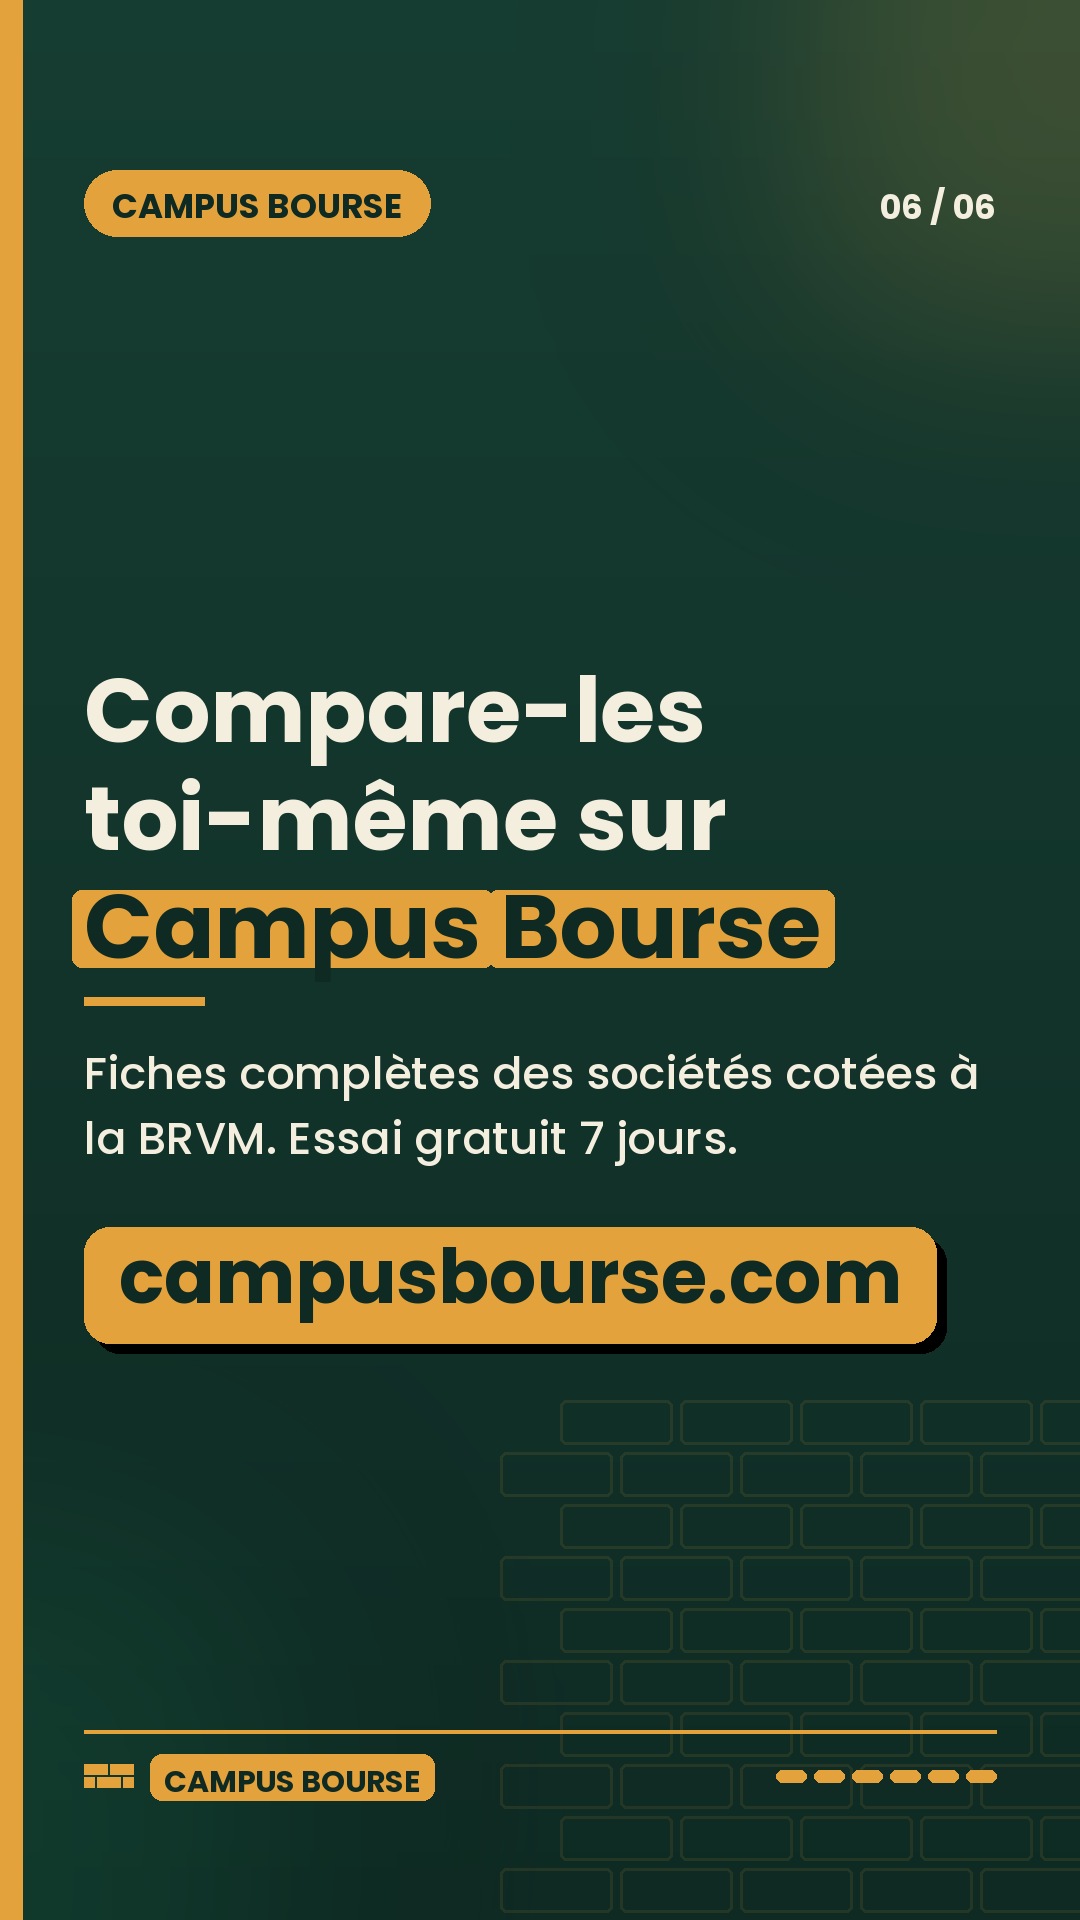 CAMPUS BOURSE
06 / 06
Compare-les
toi-même sur
Campus Bourse
Fiches complètes des sociétés cotées à
la BRVM. Essai gratuit 7 jours.
campusbourse.com
CAMPUS BOURSE